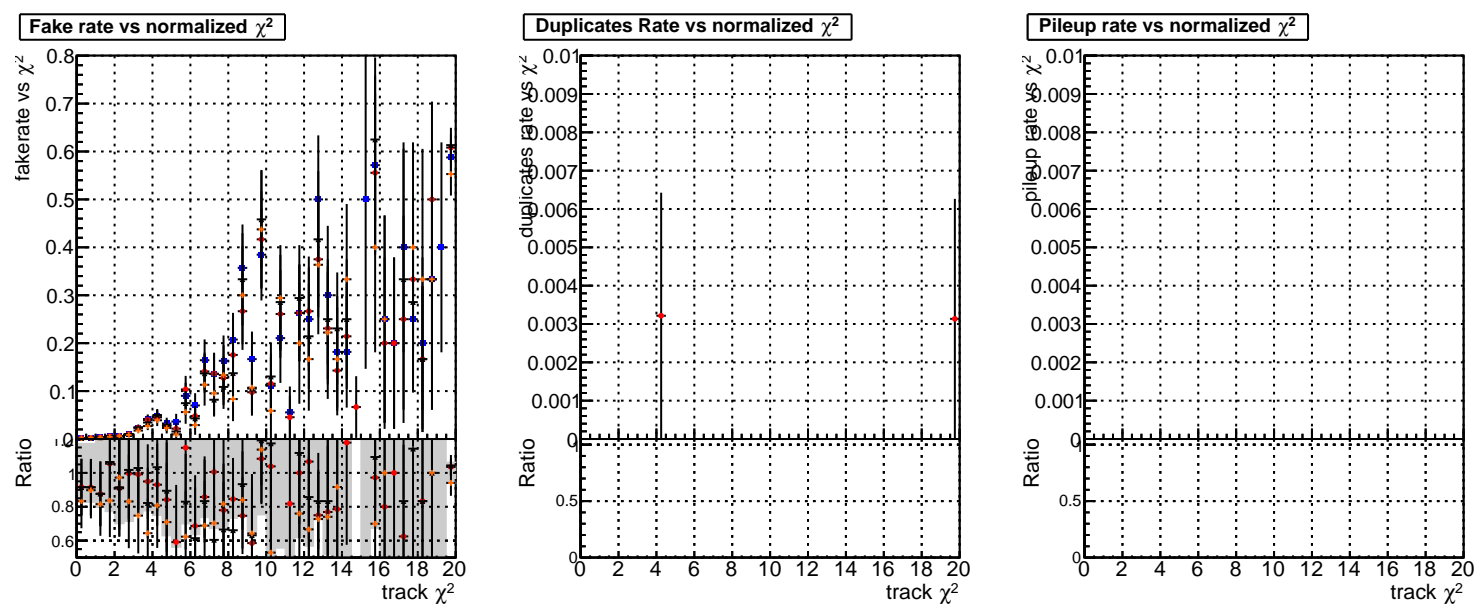 Fake rate vs normalized χ²
Duplicates Rate vs normalized χ²
Pileup rate vs normalized χ²
fakerate vs χ²
0.8
0.7
0.6
0.5
0.4
0.3
0.2
0.1
0
Ratio
1
0.8
0.6
0 2 4 6 8 10 12 14 16 18 20
track χ²
duplicates rate vs χ²
0.01
0.009
0.008
0.007
0.006
0.005
0.004
0.003
0.002
0.001
0
Ratio
1
0.5
0
0 2 4 6 8 10 12 14 16 18 20
track χ²
pileup rate vs χ²
0.01
0.009
0.008
0.007
0.006
0.005
0.004
0.003
0.002
0.001
0
Ratio
1
0.5
0
0 2 4 6 8 10 12 14 16 18 20
track χ²